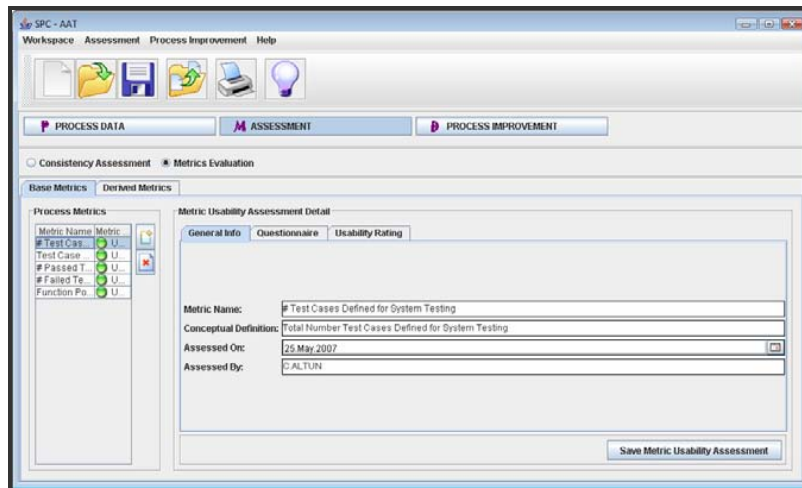 SPC - AAT
Workspace Assessment Process Improvement Help
P PROCESS DATA M ASSESSMENT PROCESS IMPROVEMENT
Consistency Assessment Metrics Evaluation
Base Metrics Derived Metrics
Process Metrics
Metric Name Metric ...
# Test Cas... U...
Test Case ... U...
# Passed T... U...
# Failed Te... U...
Function Po... U...
Metric Usability Assessment Detail
General Info Questionnaire Usability Rating
Metric Name: # Test Cases Defined for System Testing
Conceptual Definition: Total Number Test Cases Defined for System Testing
Assessed On: 25.May.2007
Assessed By: C.ALTUN
Save Metric Usability Assessment